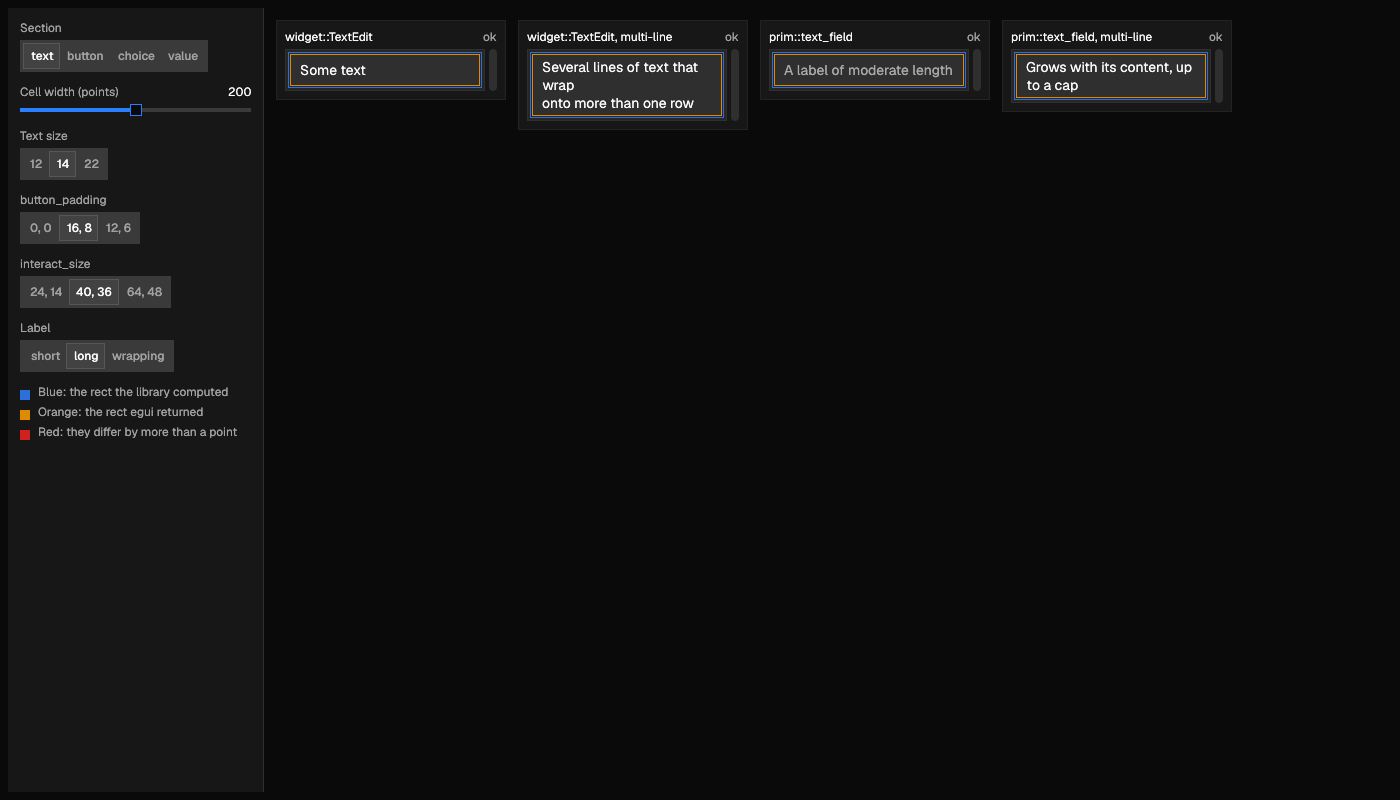 Section
text button choice value
Cell width (points) 200
Text size
12 14 22
button_padding
0, 0 16, 8 12, 6
interact_size
24, 14 40, 36 64, 48
Label
short long wrapping
Blue: the rect the library computed
Orange: the rect egui returned
Red: they differ by more than a point
widget::TextEdit ok
Some text
widget::TextEdit, multi-line ok
Several lines of text that
wrap
onto more than one row
prim::text_field ok
A label of moderate length
prim::text_field, multi-line ok
Grows with its content, up
to a cap